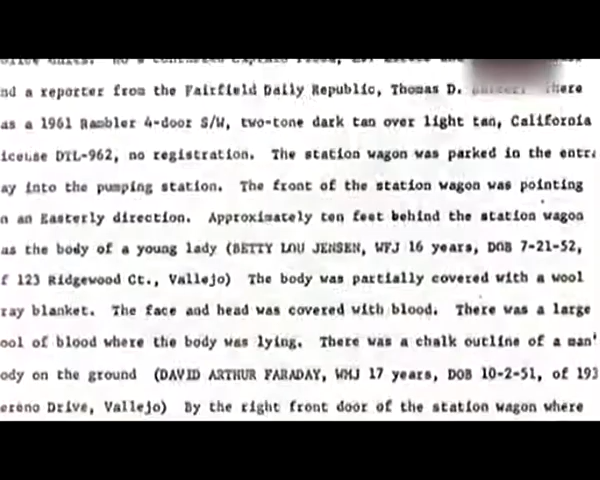 nd a reporter from the Fairfield Daily Republic, Thomas D. here
as a 1961 Rambler 4-door S/W, two-tone dark tan over light tan, California
icense DTL-962, no registration. The station wagon was parked in the entra
ay into the pumping station. The front of the station wagon was pointing
n an Easterly direction. Approximately ten feet behind the station wagon
as the body of a young lady (BETTY LOU JENSEN, WFJ 16 years, DOB 7-21-52,
f 123 Ridgewood Ct., Vallejo) The body was partially covered with a wool
ray blanket. The face and head was covered with blood. There was a large
ool of blood where the body was lying. There was a chalk outline of a man'
ody on the ground (DAVID ARTHUR FARADAY, WMJ 17 years, DOB 10-2-51, of 193
ereno Drive, Vallejo) By the right front door of the station wagon where